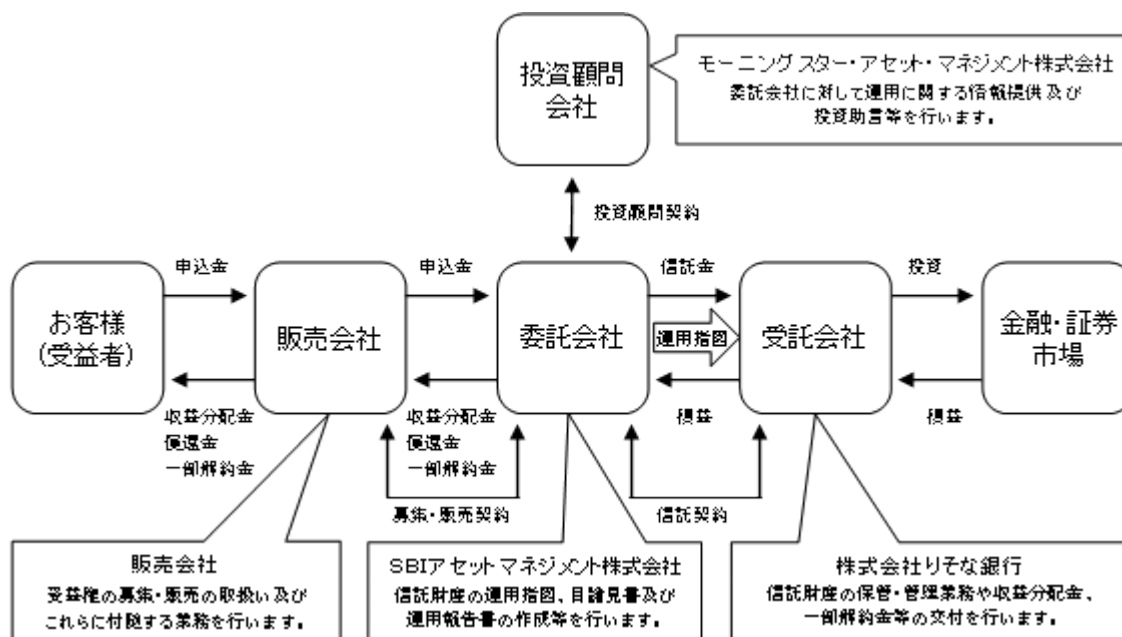 投資顧問
会社
モーニングスター・アセット・マネジメント株式会社
委託会社に対して運用に関する情報提供及び
投資助言等を行います。
投資顧問契約
申込金
申込金
信託金
投資
お客様
(受益者)
販売会社
委託会社
運用指図
受託会社
金融・証券
市場
収益分配金
償還金
一部解約金
収益分配金
償還金
一部解約金
損益
損益
募集・販売契約
信託契約
販売会社
受益権の募集・販売の取扱い及び
これらに付随する業務を行います。
SBIアセットマネジメント株式会社
信託財産の運用指図、目論見書及び
運用報告書の作成等を行います。
株式会社りそな銀行
信託財産の保管・管理業務や収益分配金、
一部解約金等の交付を行います。